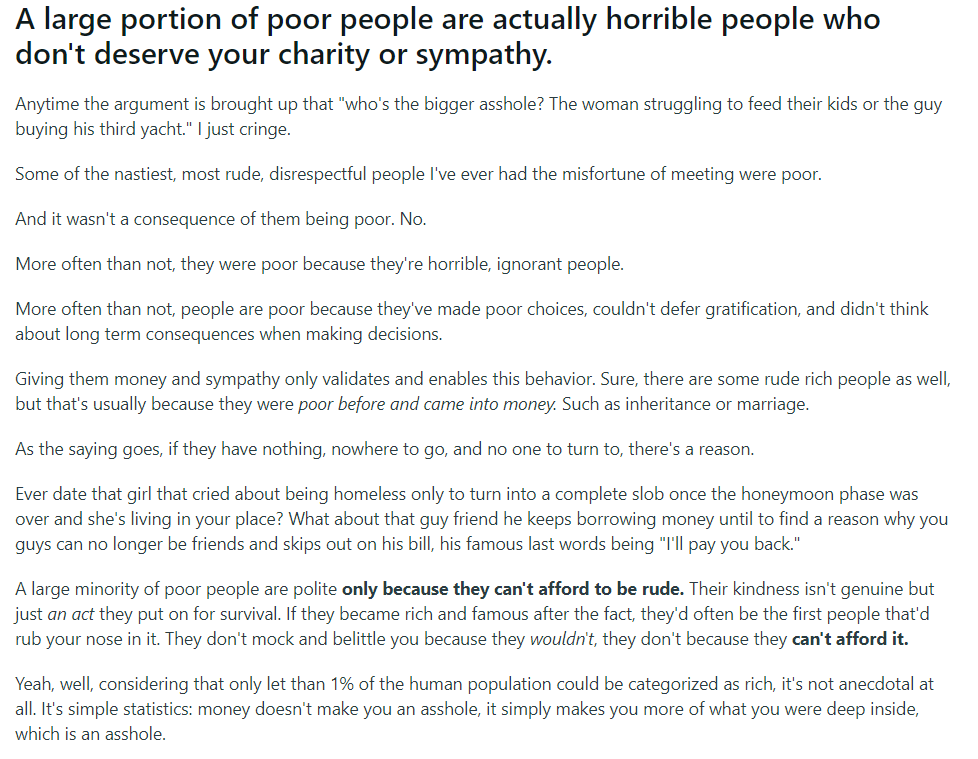 A large portion of poor people are actually horrible people who
don't deserve your charity or sympathy.
Anytime the argument is brought up that "who's the bigger asshole? The woman struggling to feed their kids or the guy
buying his third yacht." I just cringe.
Some of the nastiest, most rude, disrespectful people I've ever had the misfortune of meeting were poor.
And it wasn't a consequence of them being poor. No.
More often than not, they were poor because they're horrible, ignorant people.
More often than not, people are poor because they've made poor choices, couldn't defer gratification, and didn't think
about long term consequences when making decisions.
Giving them money and sympathy only validates and enables this behavior. Sure, there are some rude rich people as well,
but that's usually because they were poor before and came into money. Such as inheritance or marriage.
As the saying goes, if they have nothing, nowhere to go, and no one to turn to, there's a reason.
Ever date that girl that cried about being homeless only to turn into a complete slob once the honeymoon phase was
over and she's living in your place? What about that guy friend he keeps borrowing money until to find a reason why you
guys can no longer be friends and skips out on his bill, his famous last words being "I'll pay you back."
A large minority of poor people are polite only because they can't afford to be rude. Their kindness isn't genuine but
just an act they put on for survival. If they became rich and famous after the fact, they'd often be the first people that'd
rub your nose in it. They don't mock and belittle you because they wouldn't, they don't because they can't afford it.
Yeah, well, considering that only let than 1% of the human population could be categorized as rich, it's not anecdotal at
all. It's simple statistics: money doesn't make you an asshole, it simply makes you more of what you were deep inside,
which is an asshole.